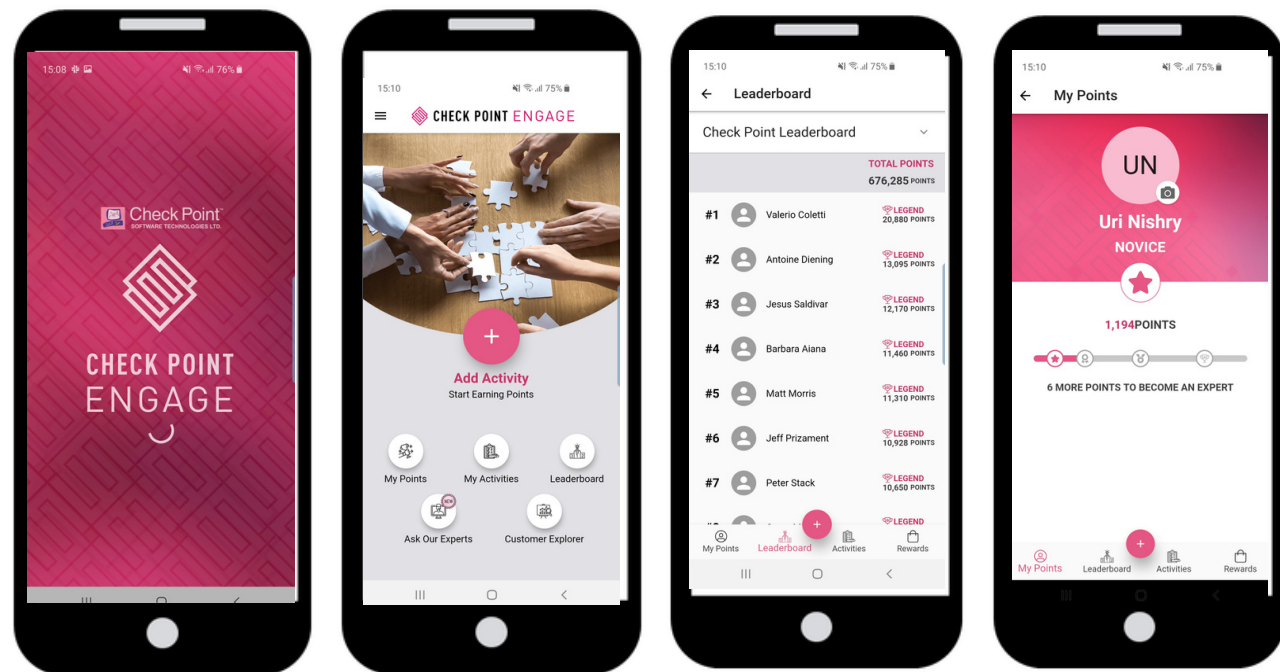 15:08
76%
Check Point
SOFTWARE TECHNOLOGIES LTD.
CHECK POINT
ENGAGE
15:10
75%
CHECK POINT ENGAGE
+
Add Activity
Start Earning Points
My Points
My Activities
Leaderboard
NEW
Ask Our Experts
Customer Explorer
15:10
75%
Leaderboard
Check Point Leaderboard
TOTAL POINTS
676,285 POINTS
#1 Valerio Coletti LEGEND
20,880 POINTS
#2 Antoine Diening LEGEND
13,095 POINTS
#3 Jesus Saldivar LEGEND
12,170 POINTS
#4 Barbara Aiana LEGEND
11,460 POINTS
#5 Matt Morris LEGEND
11,310 POINTS
#6 Jeff Prizament LEGEND
10,928 POINTS
#7 Peter Stack LEGEND
10,650 POINTS
LEGEND
+
My Points
Leaderboard
Activities
Rewards
15:10
75%
My Points
UN
Uri Nishry
NOVICE
1,194POINTS
6 MORE POINTS TO BECOME AN EXPERT
+
My Points
Leaderboard
Activities
Rewards